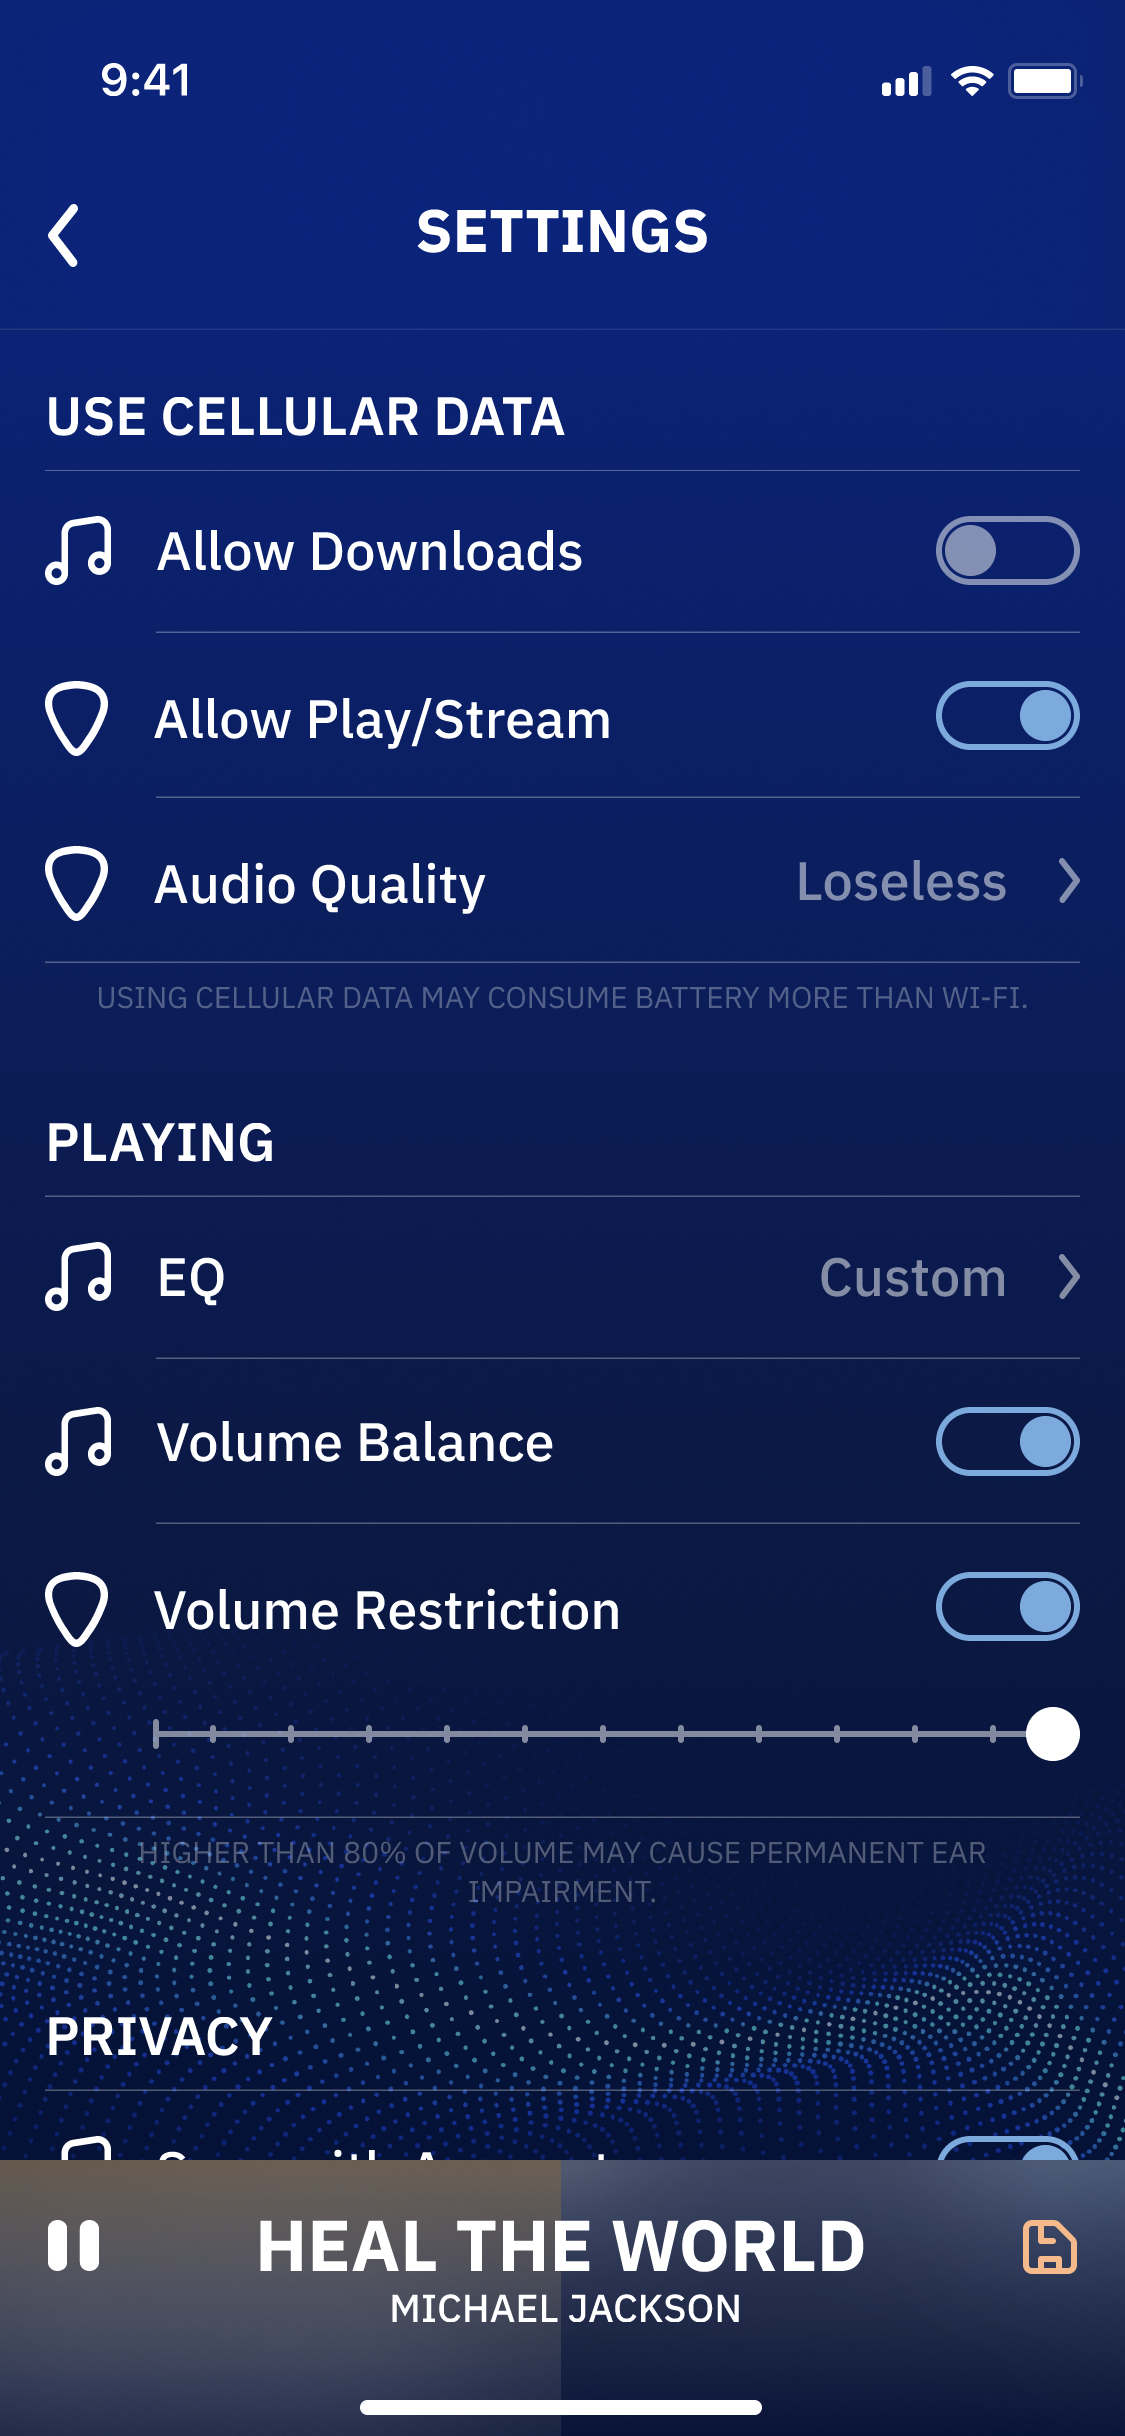 9:41
SETTINGS
USE CELLULAR DATA
Allow Downloads
Allow Play/Stream
Audio Quality
Loseless
USING CELLULAR DATA MAY CONSUME BATTERY MORE THAN WI-FI.
PLAYING
EQ
Custom
Volume Balance
Volume Restriction
HIGHER THAN 80% OF VOLUME MAY CAUSE PERMANENT EAR
IMPAIRMENT.
PRIVACY
HEAL THE WORLD
MICHAEL JACKSON